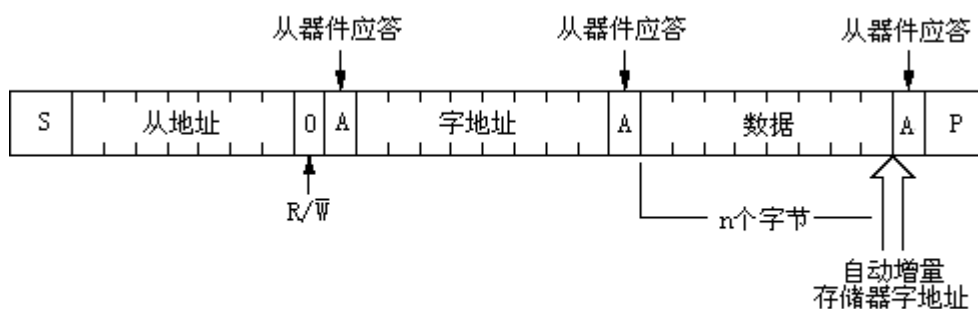 从器件应答 从器件应答 从器件应答
S 从地址 0 A 字地址 A 数据 A P
R/W̅
n个字节
自动增量
存储器字地址